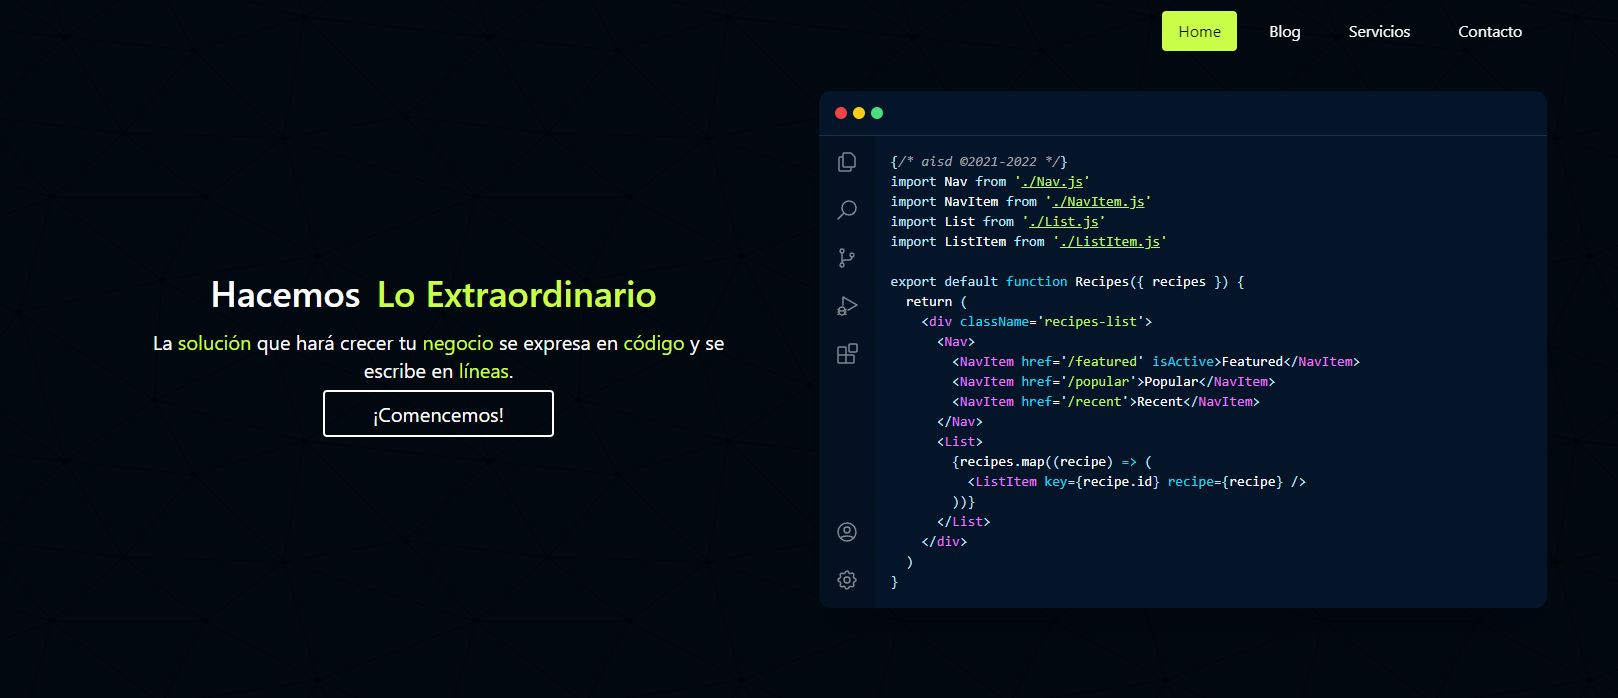 Home Blog Servicios Contacto
Hacemos Lo Extraordinario
La solución que hará crecer tu negocio se expresa en código y se
escribe en líneas.
¡Comencemos!
{/* aisd ©2021-2022 */}
import Nav from './Nav.js'
import NavItem from './NavItem.js'
import List from './List.js'
import ListItem from './ListItem.js'
export default function Recipes({ recipes }) {
return (
<div className='recipes-list'>
<Nav>
<NavItem href='/featured' isActive>Featured</NavItem>
<NavItem href='/popular'>Popular</NavItem>
<NavItem href='/recent'>Recent</NavItem>
</Nav>
<List>
{recipes.map((recipe) => (
<ListItem key={recipe.id} recipe={recipe} />
))}
</List>
</div>
)
}